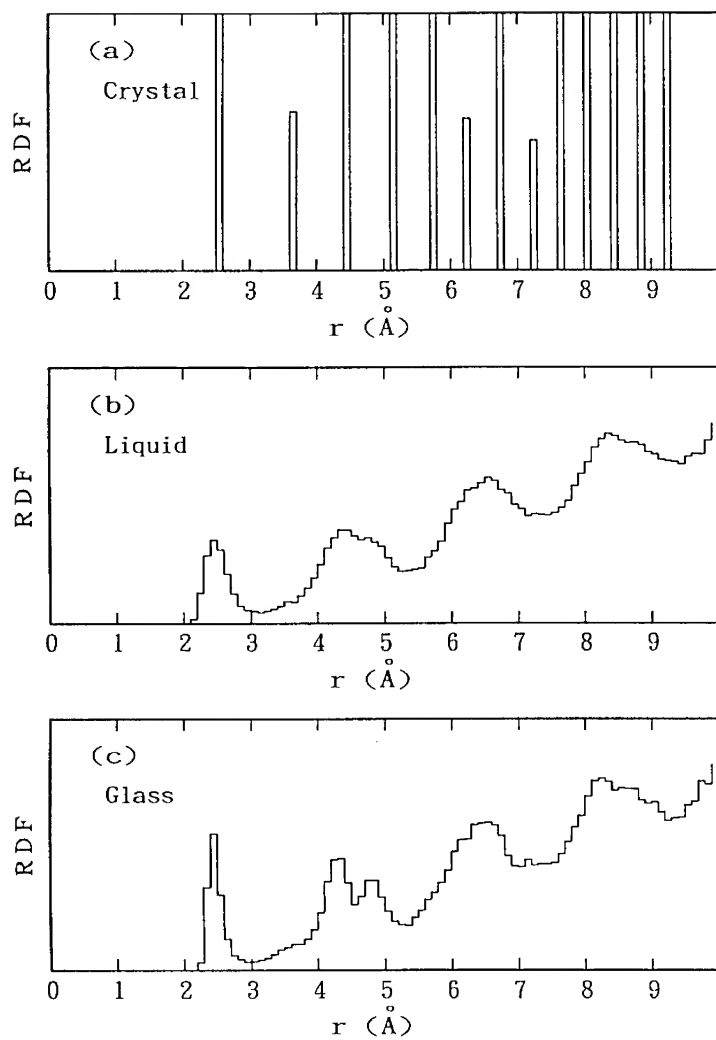 (a)
Crystal
RDF
0 1 2 3 4 5 6 7 8 9
r (Å)
(b)
Liquid
RDF
0 1 2 3 4 5 6 7 8 9
r (Å)
(c)
Glass
RDF
0 1 2 3 4 5 6 7 8 9
r (Å)